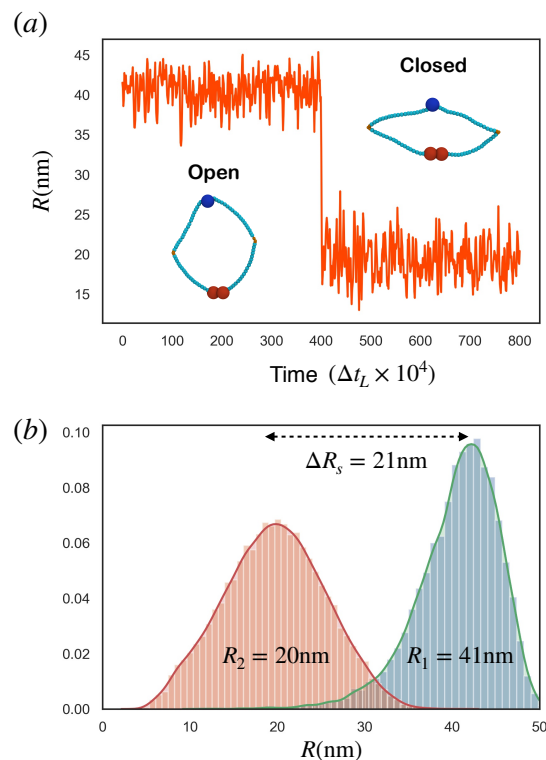 (a)
45
40
35
30
25
20
15
R(nm)
Closed
Open
0 100 200 300 400 500 600 700 800
Time (Δt_L × 10^4)
(b)
0.10
0.08
0.06
0.04
0.02
0.00
ΔR_s = 21nm
R_2 = 20nm
R_1 = 41nm
0 10 20 30 40 50
R(nm)